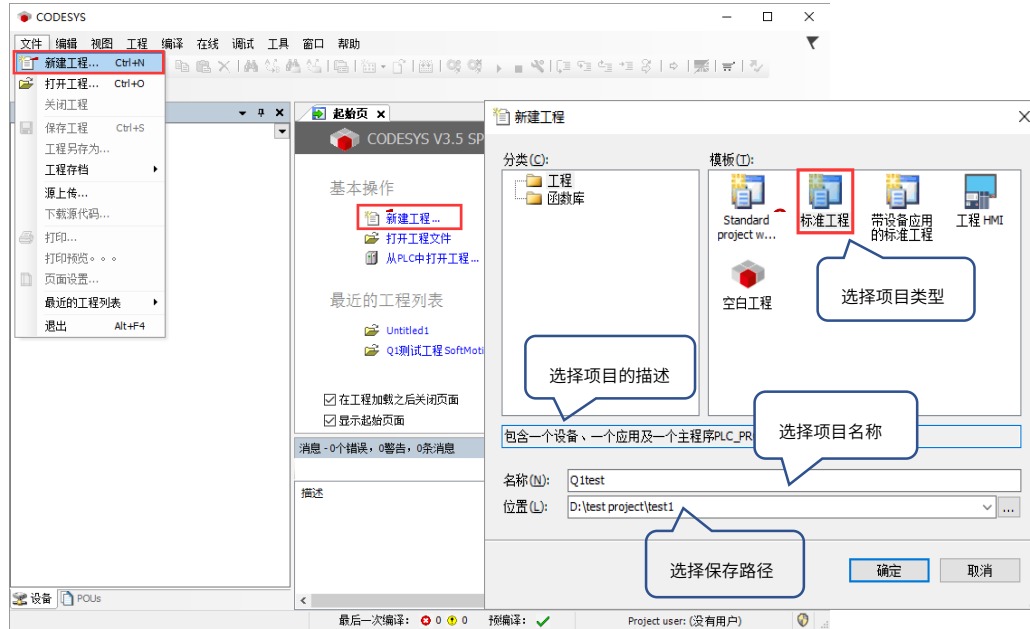 CODESYS
文件 编辑 视图 工程 编译 在线 调试 工具 窗口 帮助
新建工程... Ctrl+N
打开工程... Ctrl+O
关闭工程
保存工程 Ctrl+S
工程另存为...
工程存档
源上传...
下载源代码...
打印...
打印预览。。。
页面设置...
最近的工程列表
退出 Alt+F4
设备 POUs
起始页
CODESYS V3.5 SP
基本操作
新建工程...
打开工程文件
从PLC中打开工程...
最近的工程列表
Untitled1
Q1测试工程SoftMoti
在工程加载之后关闭页面
显示起始页面
消息 - 0个错误，0警告，0条消息
描述
新建工程
分类(C):
工程
函数库
模板(T):
Standard project w...
标准工程
带设备应用的标准工程
工程 HMI
空白工程
选择项目类型
选择项目的描述
包含一个设备、一个应用及一个主程序PLC_PR
选择项目名称
名称(N): Q1test
位置(L): D:\test project\test1 ...
选择保存路径
确定 取消
最后一次编译： 0 0 预编译： Project user: (没有用户)